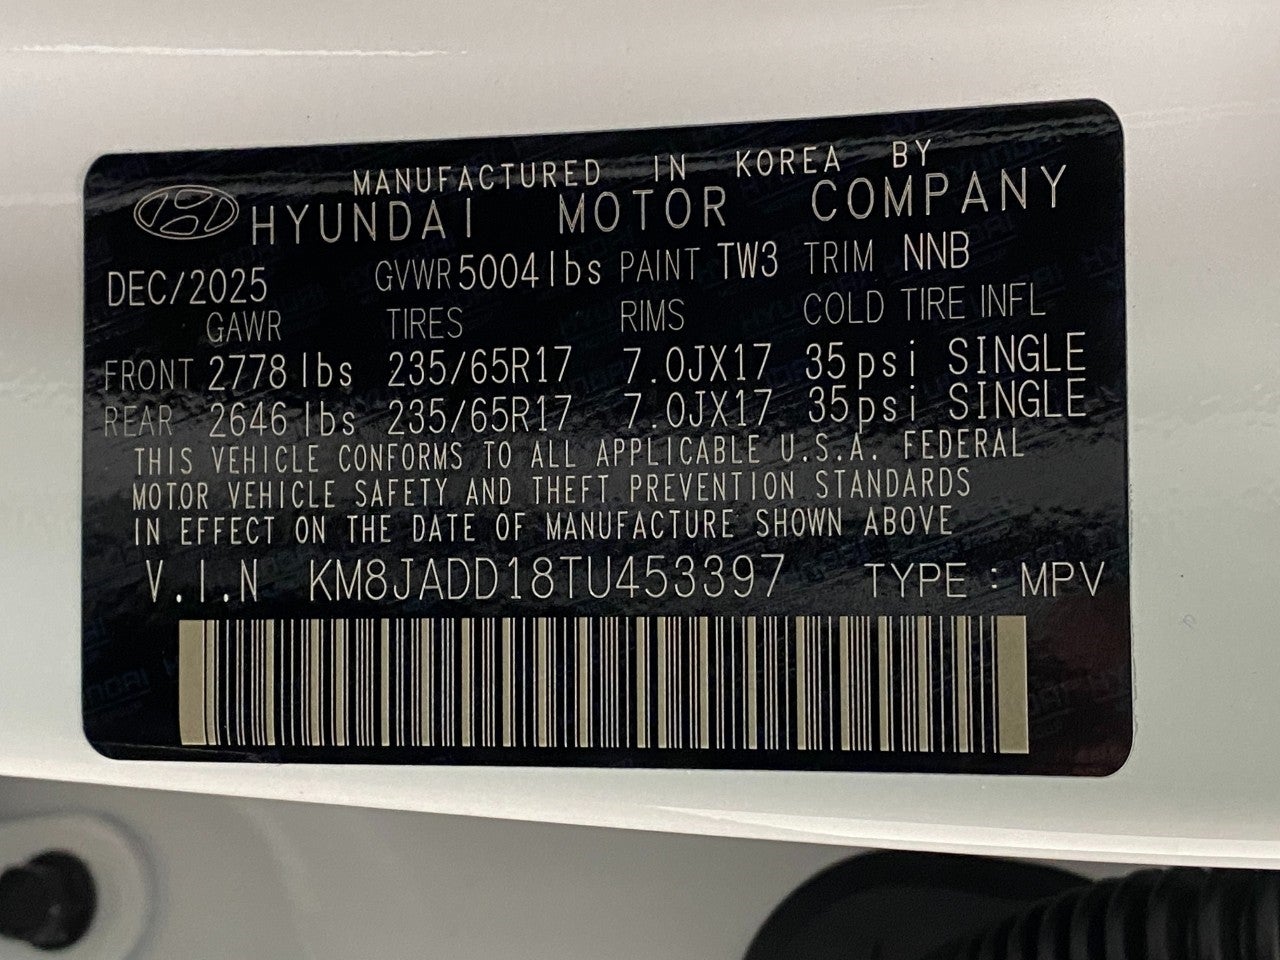 MANUFACTURED IN KOREA BY
HYUNDAI MOTOR COMPANY
DEC/2025 GVWR 5004lbs PAINT TW3 TRIM NNB
GAWR TIRES RIMS COLD TIRE INFL
FRONT 2778 lbs 235/65R17 7.0JX17 35psi SINGLE
REAR 2646 lbs 235/65R17 7.0JX17 35psi SINGLE
THIS VEHICLE CONFORMS TO ALL APPLICABLE U.S.A. FEDERAL
MOTOR VEHICLE SAFETY AND THEFT PREVENTION STANDARDS
IN EFFECT ON THE DATE OF MANUFACTURE SHOWN ABOVE
V.I.N KM8JADD18TU453397 TYPE : MPV